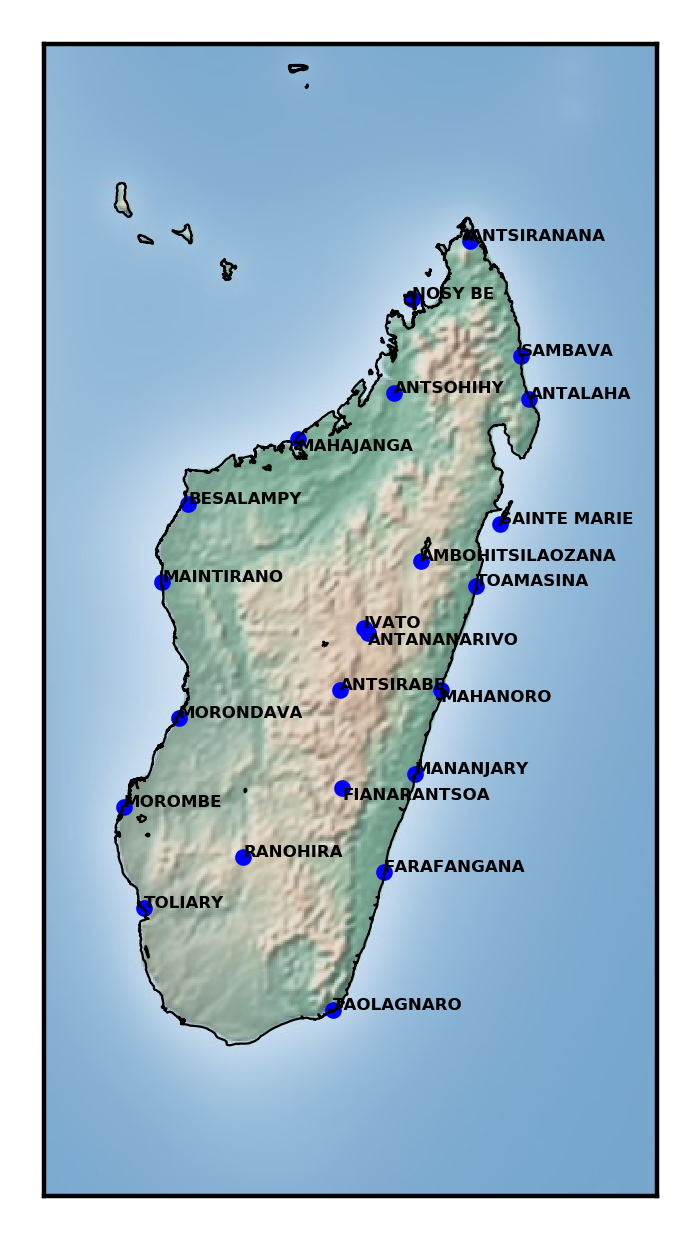 ANTSIRANANA
NOSY BE
SAMBAVA
ANTSOHIHY
ANTALAHA
MAHAJANGA
BESALAMPY
SAINTE MARIE
AMBOHITSILAOZANA
MAINTIRANO
TOAMASINA
IVATO
ANTANANARIVO
ANTSIRABE
MAHANORO
MORONDAVA
MANANJARY
FIANARANTSOA
MOROMBE
RANOHIRA
FARAFANGANA
TOLIARY
TAOLAGNARO